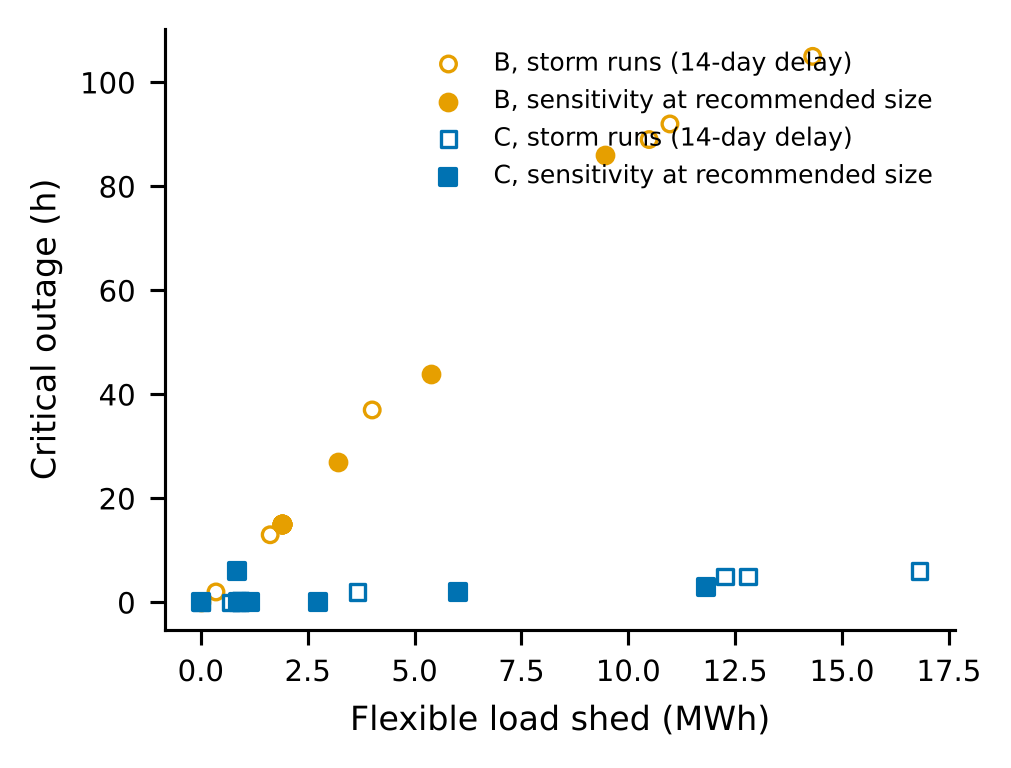 B, storm runs (14-day delay)
B, sensitivity at recommended size
C, storm runs (14-day delay)
C, sensitivity at recommended size
100
80
60
40
20
0
Critical outage (h)
0.0 2.5 5.0 7.5 10.0 12.5 15.0 17.5
Flexible load shed (MWh)